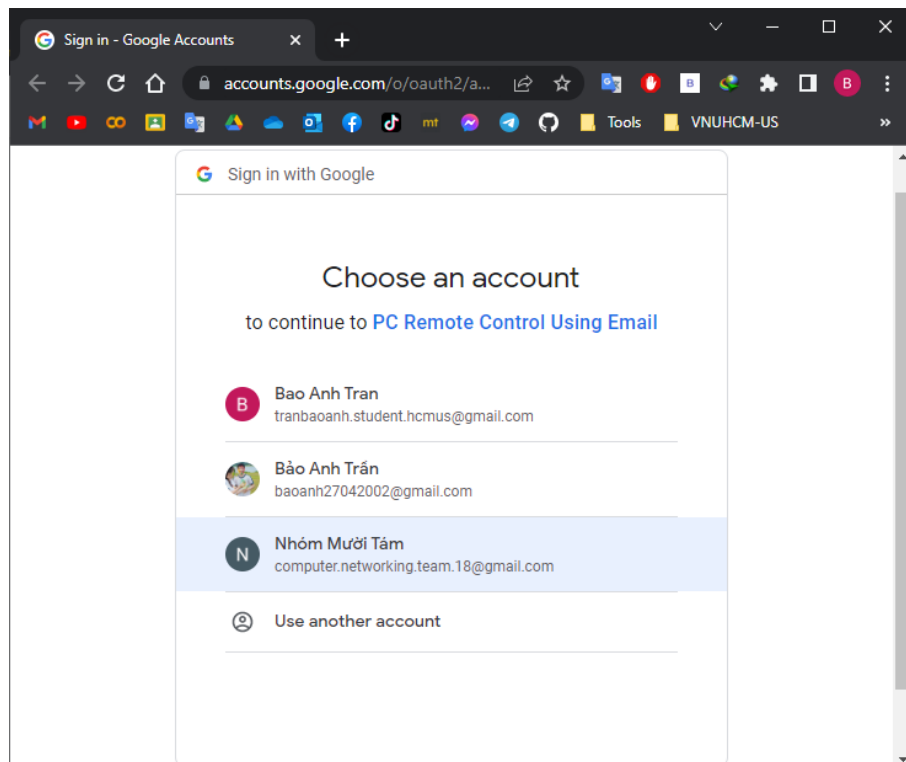 Sign in - Google Accounts
accounts.google.com/o/oauth2/a...
B
B
mt
Tools
VNUHCM-US
»
Sign in with Google
Choose an account
to continue to PC Remote Control Using Email
B
Bao Anh Tran
tranbaoanh.student.hcmus@gmail.com
Bảo Anh Trần
baoanh27042002@gmail.com
N
Nhóm Mười Tám
computer.networking.team.18@gmail.com
Use another account